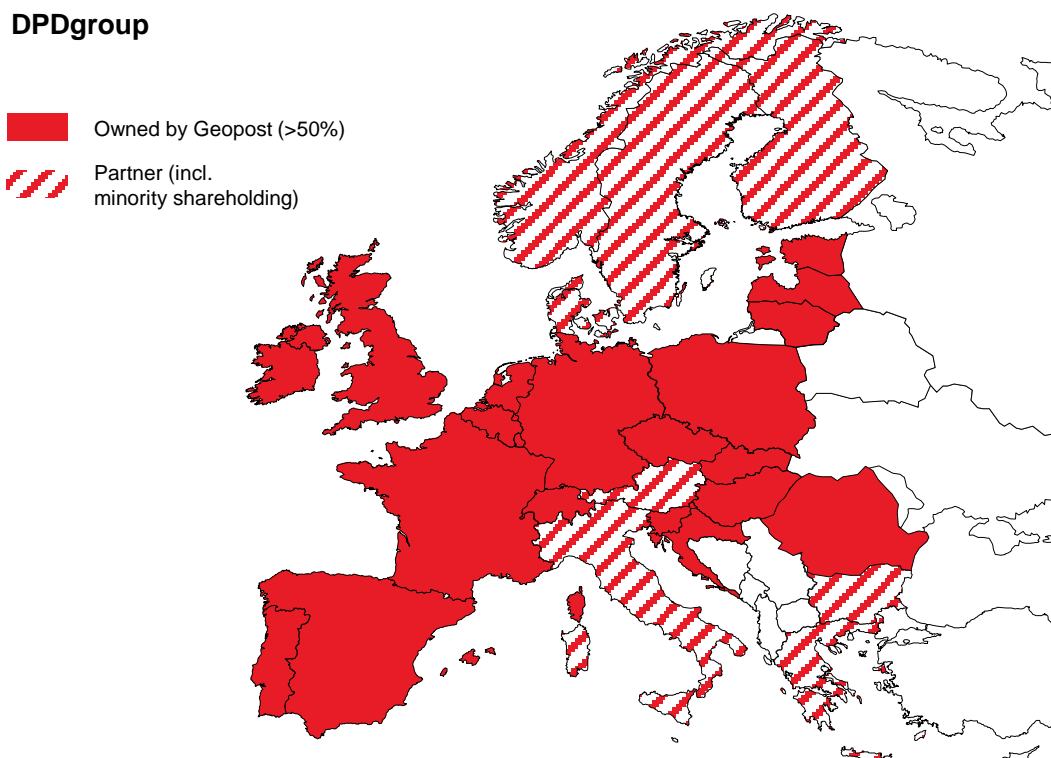 DPDgroup
Owned by Geopost (>50%)
Partner (incl.
minority shareholding)